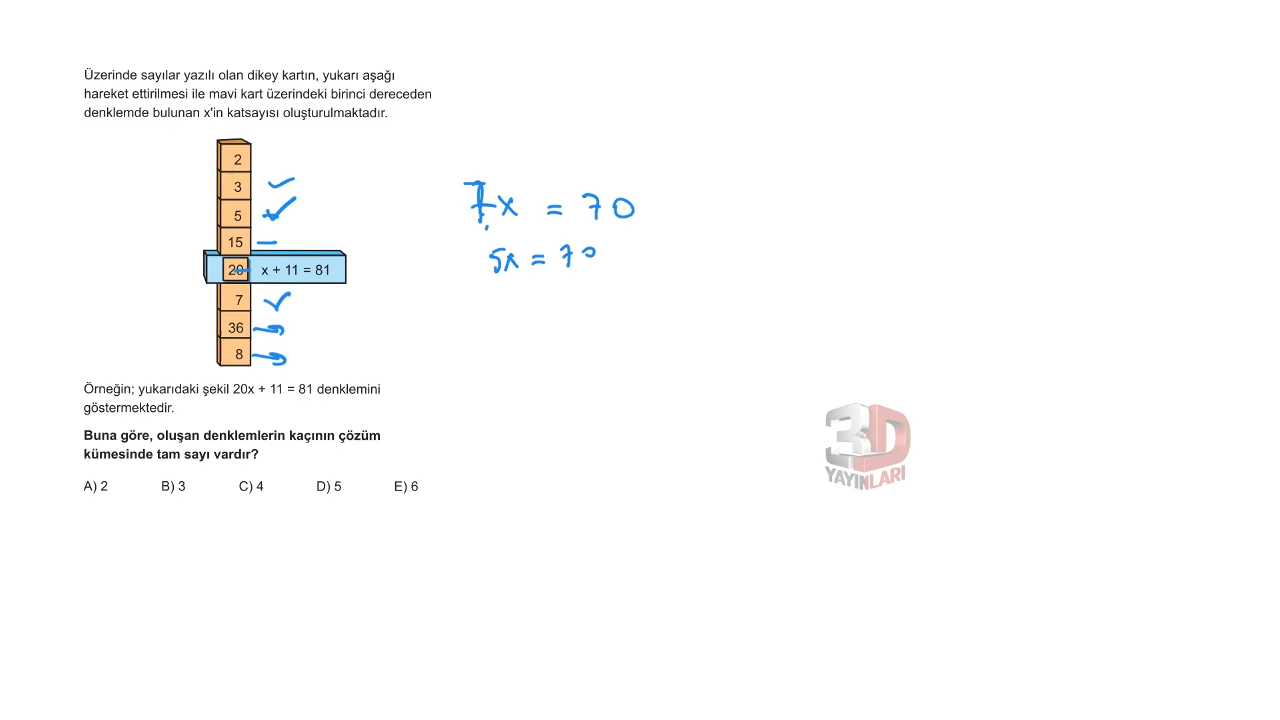 Üzerinde sayılar yazılı olan dikey kartın, yukarı aşağı
hareket ettirilmesi ile mavi kart üzerindeki birinci dereceden
denklemde bulunan x'in katsayısı oluşturulmaktadır.
2
3
5
15
20 x + 11 = 81
7
36
8
7x = 70
5x = 70
Örneğin; yukarıdaki şekil 20x + 11 = 81 denklemini
göstermektedir.
Buna göre, oluşan denklemlerin kaçının çözüm
kümesinde tam sayı vardır?
A) 2 B) 3 C) 4 D) 5 E) 6
3D
YAYINLARI